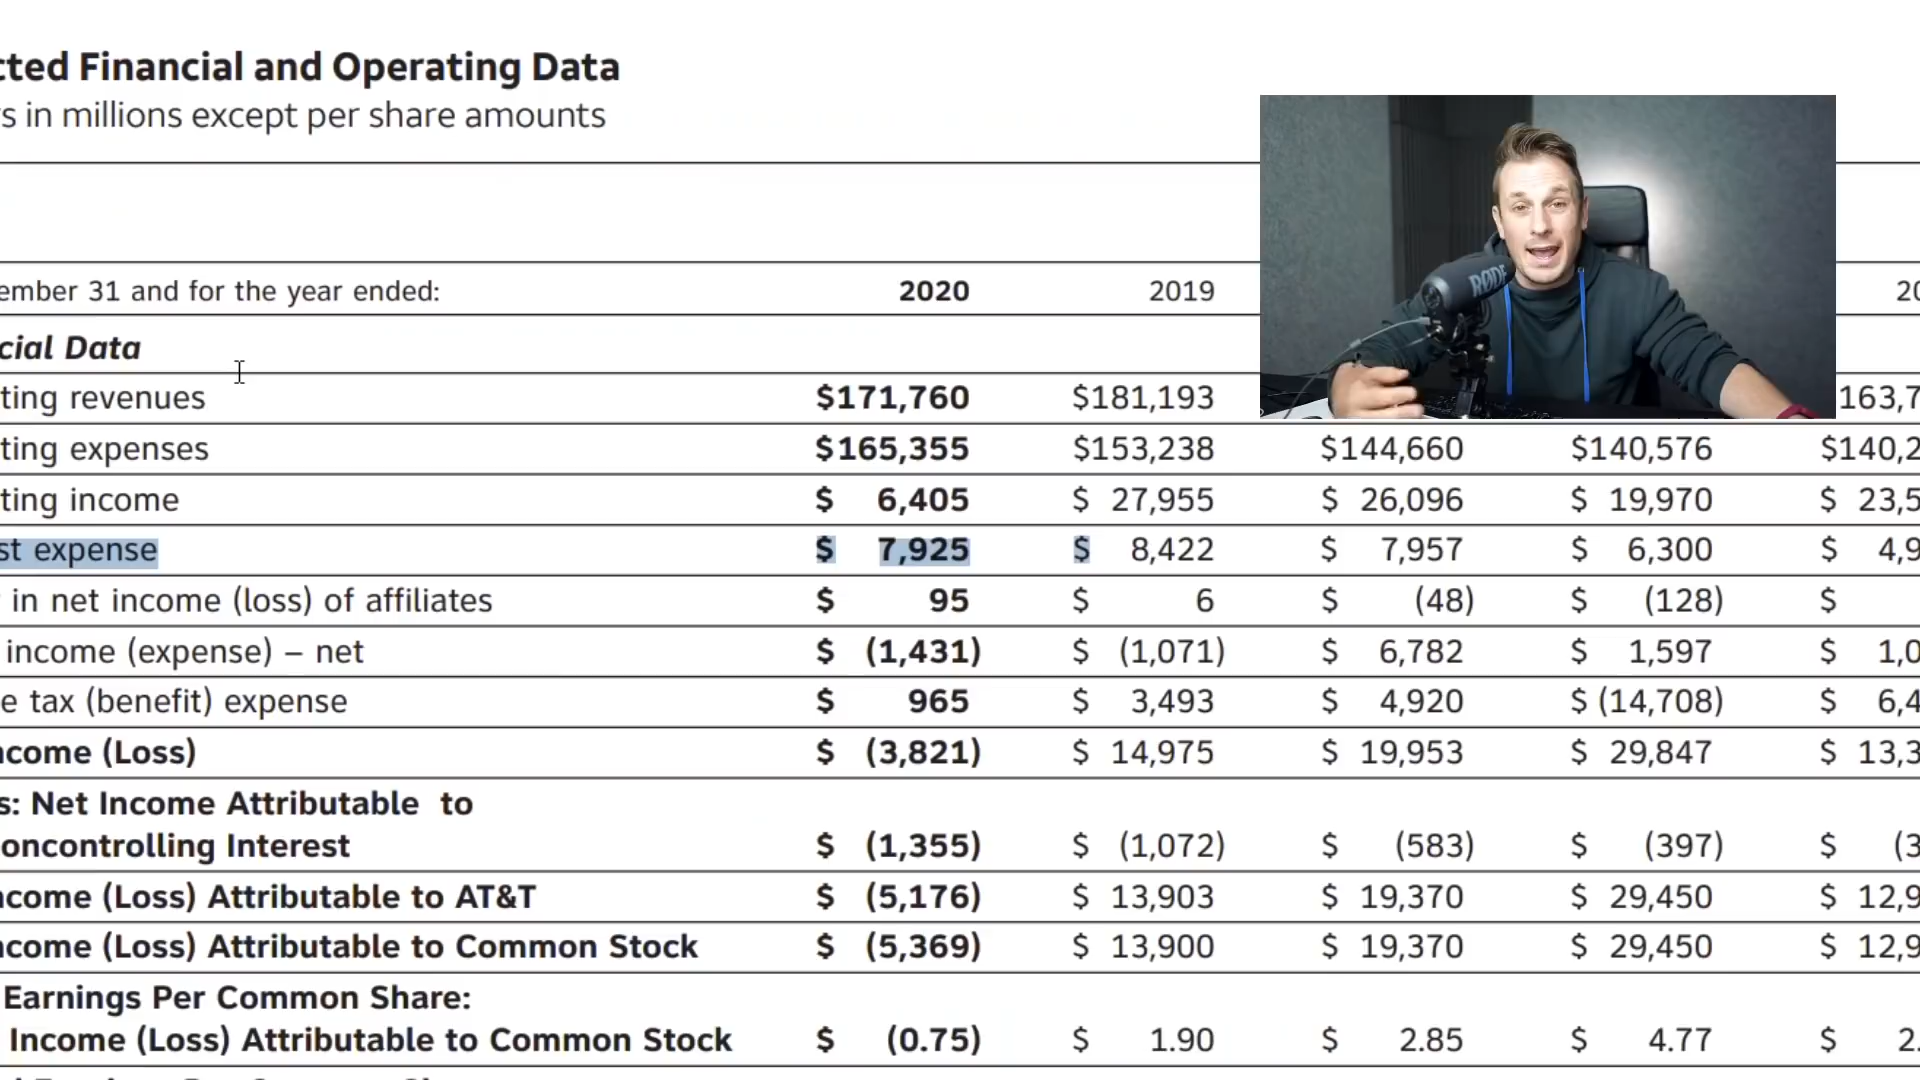 cted Financial and Operating Data
s in millions except per share amounts
ember 31 and for the year ended: 2020 2019 20
cial Data
ting revenues $171,760 $181,193 163,7
ting expenses $165,355 $153,238 $144,660 $140,576 $140,2
ting income $ 6,405 $ 27,955 $ 26,096 $ 19,970 $ 23,5
st expense $ 7,925 $ 8,422 $ 7,957 $ 6,300 $ 4,9
in net income (loss) of affiliates $ 95 $ 6 $ (48) $ (128) $
income (expense) – net $ (1,431) $ (1,071) $ 6,782 $ 1,597 $ 1,0
e tax (benefit) expense $ 965 $ 3,493 $ 4,920 $ (14,708) $ 6,4
ncome (Loss) $ (3,821) $ 14,975 $ 19,953 $ 29,847 $ 13,3
s: Net Income Attributable to
oncontrolling Interest $ (1,355) $ (1,072) $ (583) $ (397) $ (3
ncome (Loss) Attributable to AT&T $ (5,176) $ 13,903 $ 19,370 $ 29,450 $ 12,9
ncome (Loss) Attributable to Common Stock $ (5,369) $ 13,900 $ 19,370 $ 29,450 $ 12,9
Earnings Per Common Share:
Income (Loss) Attributable to Common Stock $ (0.75) $ 1.90 $ 2.85 $ 4.77 $ 2.
RØDE